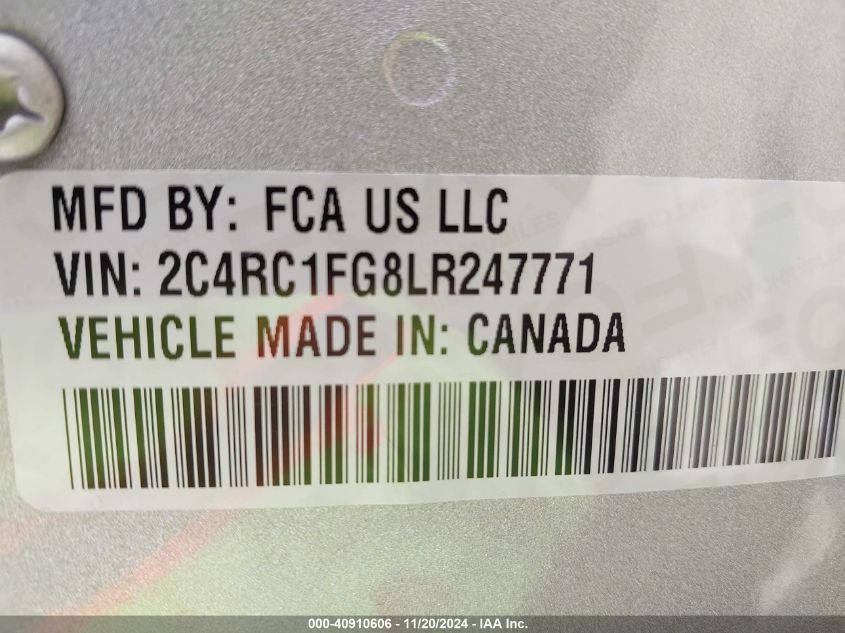 MFD BY: FCA US LLC
VIN: 2C4RC1FG8LR247771
VEHICLE MADE IN: CANADA
000-40910606 - 11/20/2024 - IAA Inc.